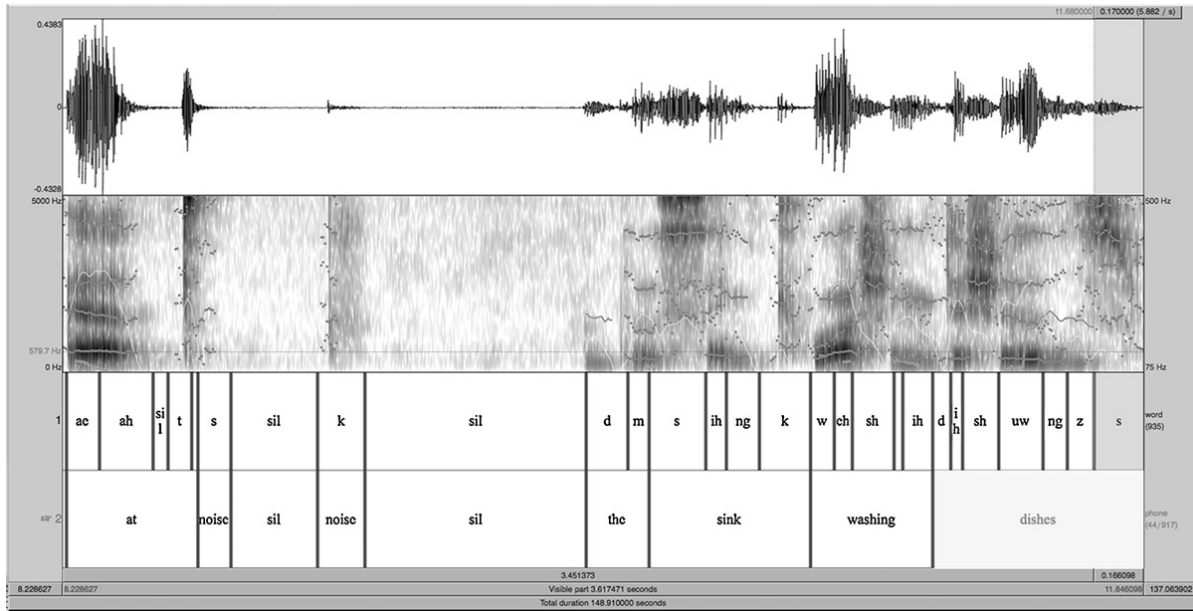 11.680000 0.170000 (5.882 / s)
0.4383
0
-0.4328
5000 Hz 500 Hz
579.7 Hz
0 Hz 75 Hz
1 ae ah sil t s sil k sil d m s ih ng k w ch sh ih d ih sh uw ng z s word (935)
2 at noise sil noise sil the sink washing dishes phone (44/917)
3.451373 0.166098
8.228627 8.228627 Visible part 3.617471 seconds 11.846098 137.063902
Total duration 148.910000 seconds